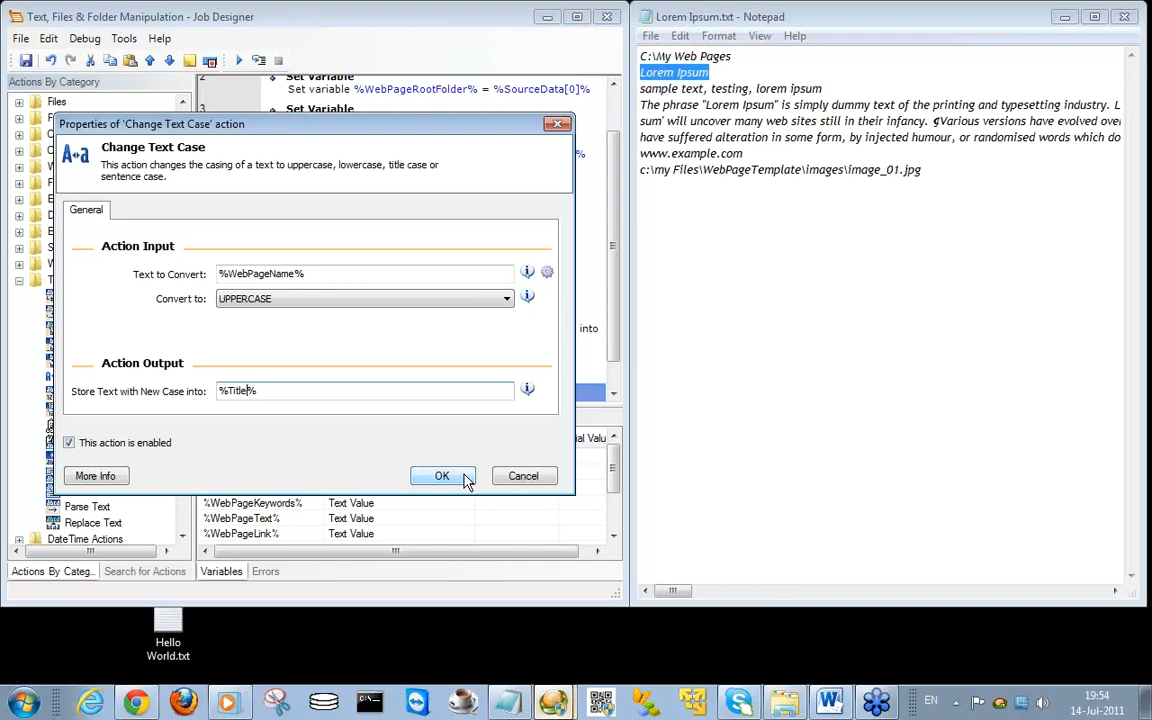 Text, Files & Folder Manipulation - Job Designer
File Edit Debug Tools Help
Actions By Category
Files
2
Set Variable
Set variable %WebPageRootFolder% = %SourceData[0]%
3
Set Variable
Properties of 'Change Text Case' action
Change Text Case
This action changes the casing of a text to uppercase, lowercase, title case or
sentence case.
General
Action Input
Text to Convert: %WebPageName%
Convert to: UPPERCASE
into
Action Output
Store Text with New Case into: %Title%
This action is enabled
More Info OK Cancel
%WebPageKeywords% Text Value
%WebPageText% Text Value
%WebPageLink% Text Value
Parse Text
Replace Text
DateTime Actions
Actions By Categ... Search for Actions
Variables Errors
Lorem Ipsum.txt - Notepad
File Edit Format View Help
C:\My Web Pages
Lorem Ipsum
sample text, testing, lorem ipsum
The phrase "Lorem Ipsum" is simply dummy text of the printing and typesetting industry. L
sum' will uncover many web sites still in their infancy. ¶Various versions have evolved over
have suffered alteration in some form, by injected humour, or randomised words which do
www.example.com
c:\my Files\WebPageTemplate\images\image_01.jpg
Hello
World.txt
EN
19:54
14-Jul-2011